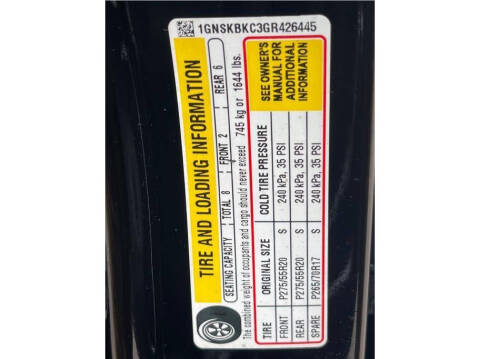 1GNSKBKC3GR426445
TIRE AND LOADING INFORMATION
SEATING CAPACITY TOTAL 8 FRONT 2 REAR 6
The combined weight of occupants and cargo should never exceed 745 kg or 1644 lbs.
TIRE ORIGINAL SIZE COLD TIRE PRESSURE
FRONT P275/55R20 S 240 kPa, 35 PSI
REAR P275/55R20 S 240 kPa, 35 PSI
SPARE P265/70R17 S 240 kPa, 35 PSI
SEE OWNER'S
MANUAL FOR
ADDITIONAL
INFORMATION